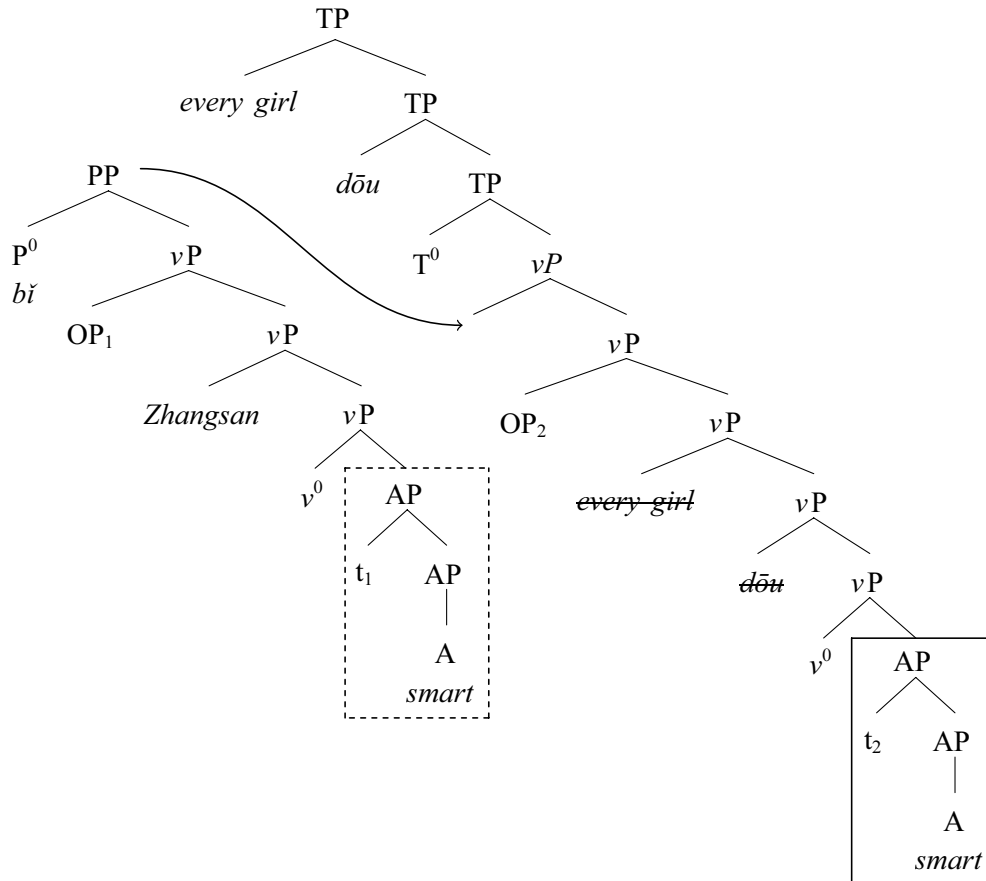 TP
every girl TP
dōu TP
PP
P⁰ vP T⁰ vP
bǐ
OP₁ vP vP
Zhangsan vP OP₂ vP
v⁰ AP every girl vP
t₁ AP dōu vP
A v⁰ AP
smart
t₂ AP
A
smart